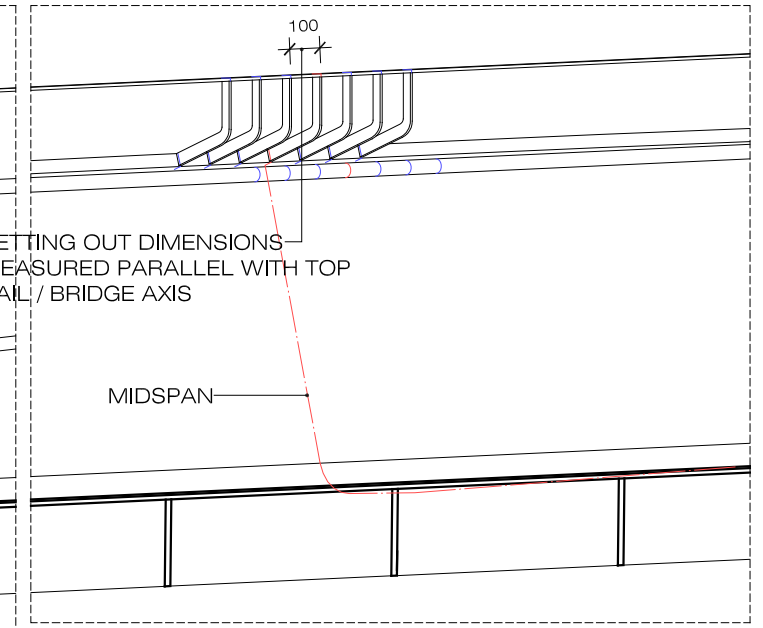 100
ETTING OUT DIMENSIONS
EASURED PARALLEL WITH TOP
AIL / BRIDGE AXIS
MIDSPAN